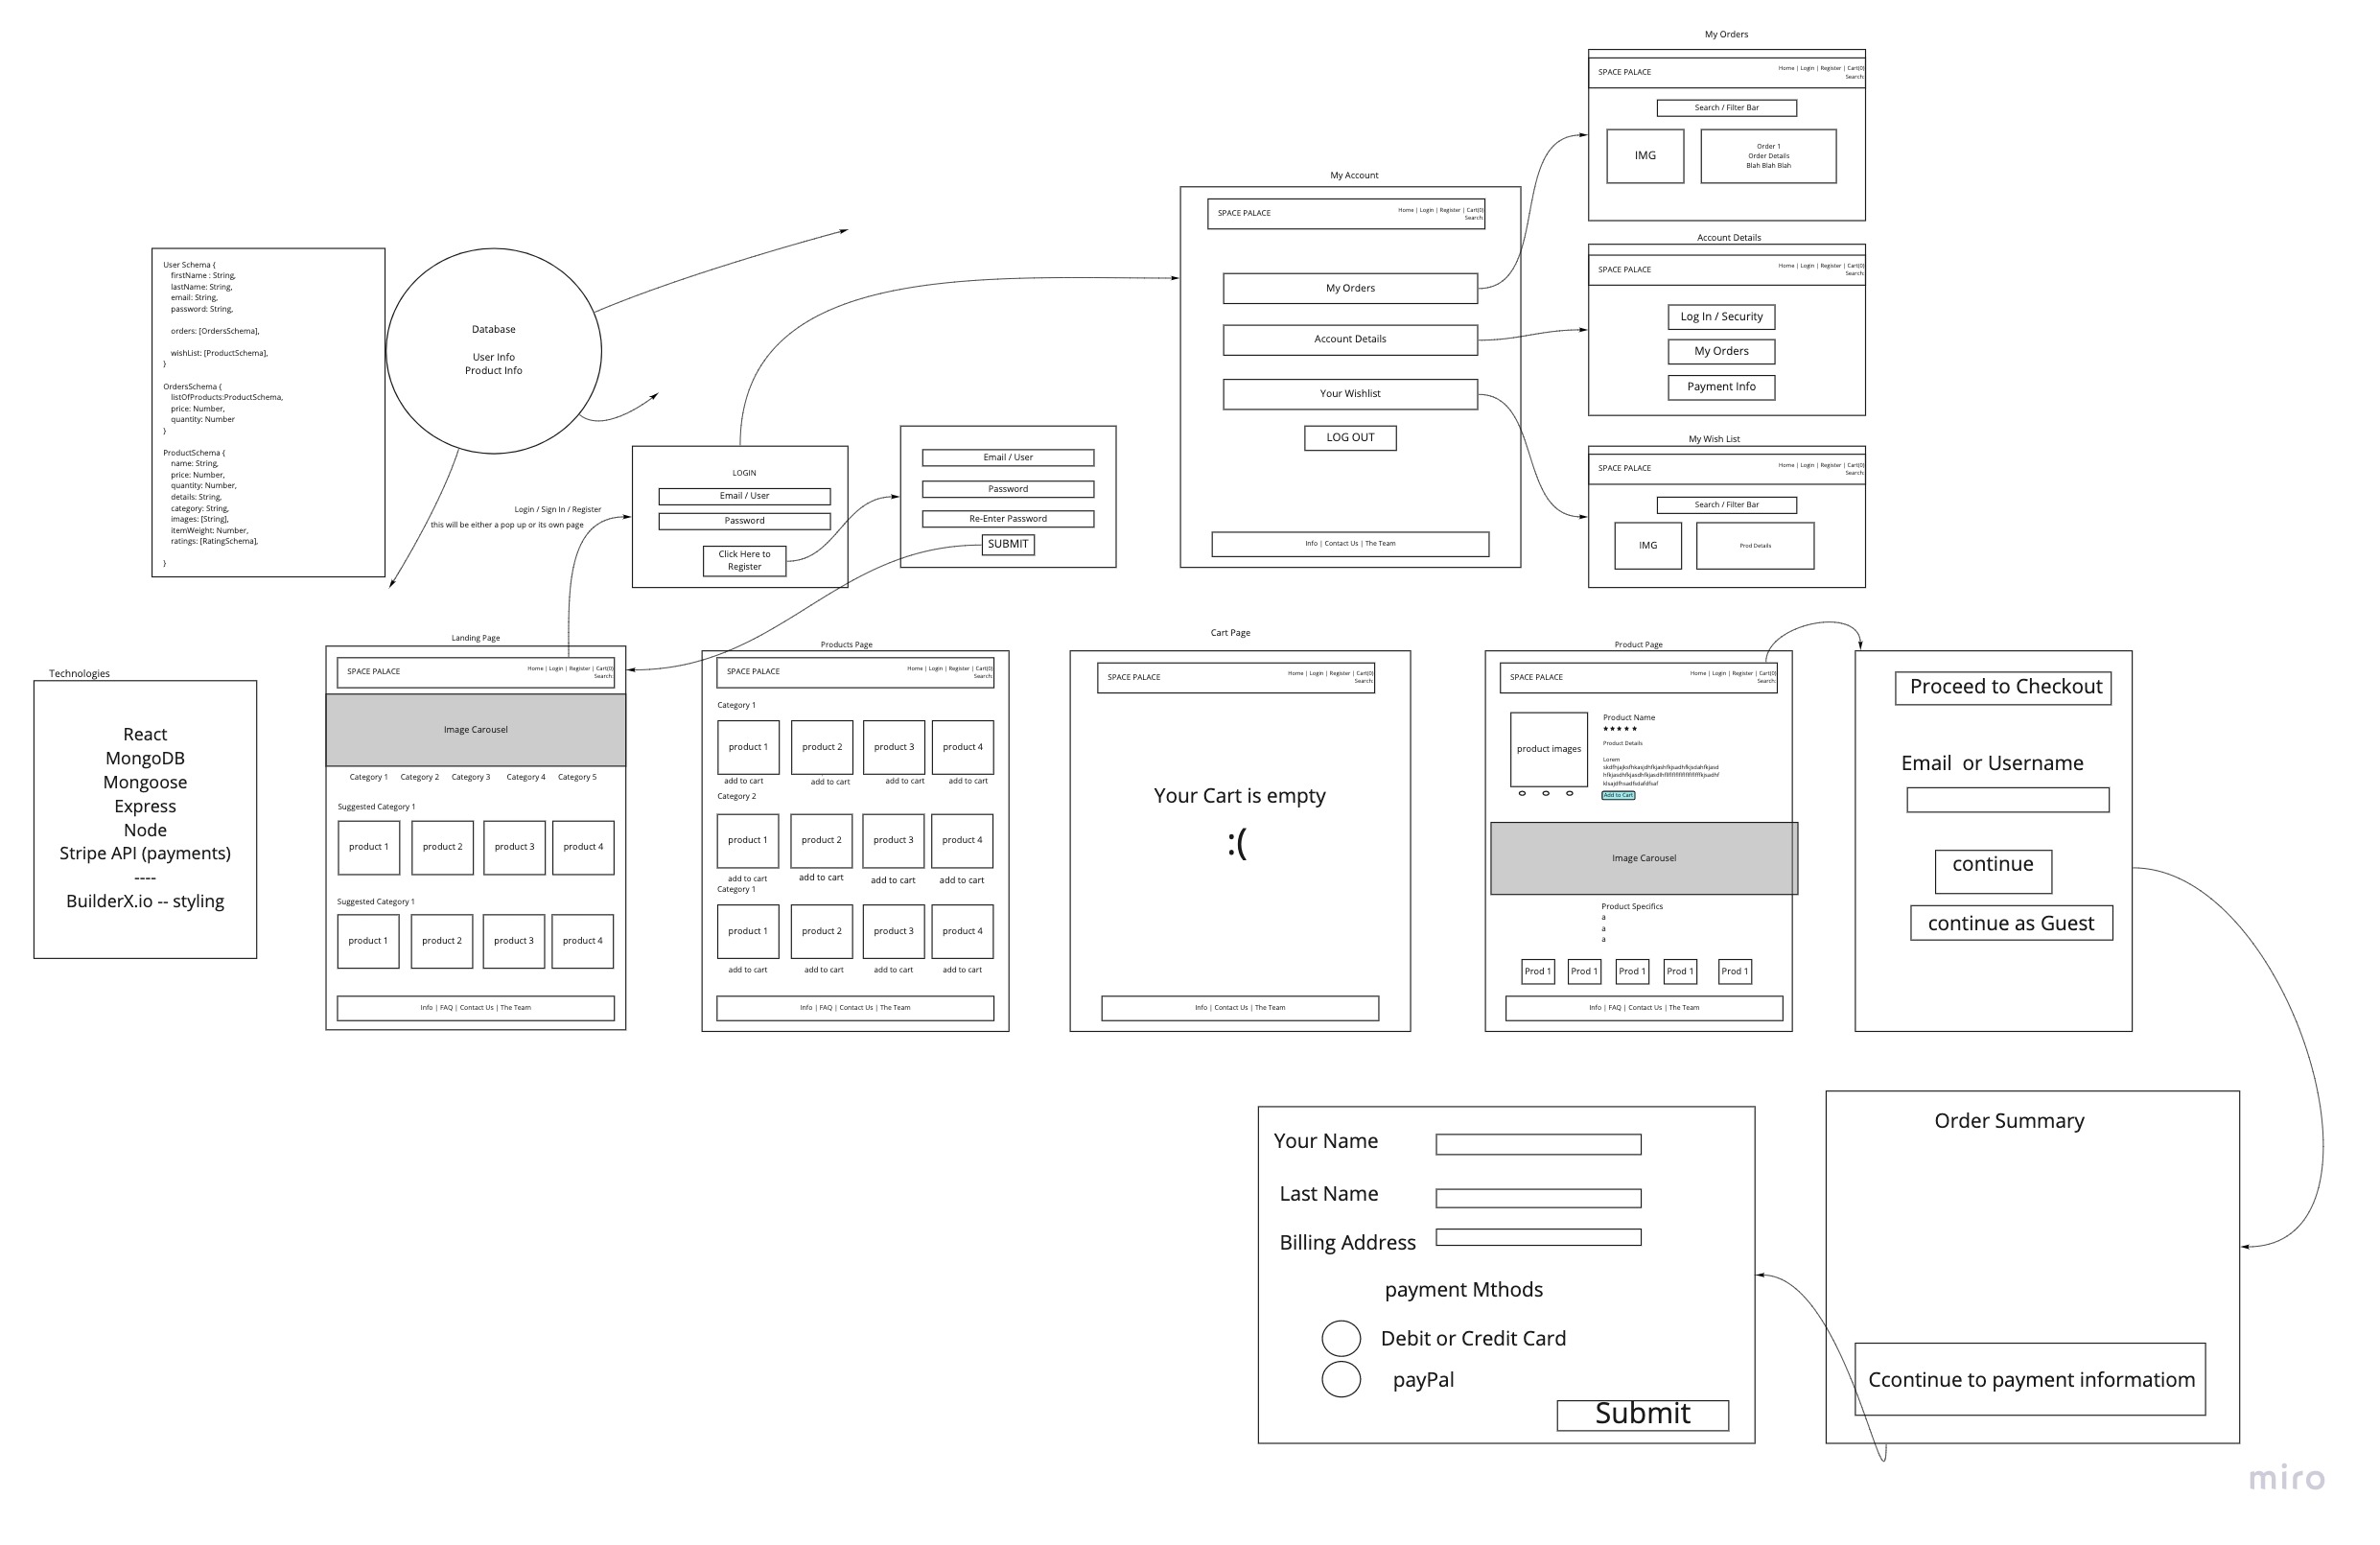 My Orders
SPACE PALACE
Home | Login | Register | Cart(0)
Search:
Search / Filter Bar
IMG
Order 1
Order Details
Blah Blah Blah
My Account
SPACE PALACE
Home | Login | Register | Cart(0)
Search:
My Orders
Account Details
Your Wishlist
LOG OUT
Info | Contact Us | The Team
Account Details
SPACE PALACE
Home | Login | Register | Cart(0)
Search:
Log In / Security
My Orders
Payment Info
My Wish List
SPACE PALACE
Home | Login | Register | Cart(0)
Search:
Search / Filter Bar
IMG
Prod Details
User Schema {
firstName : String,
lastName: String,
email: String,
password: String,
orders: [OrdersSchema],
wishList: [ProductSchema],
}
OrdersSchema {
listOfProducts:ProductSchema,
price: Number,
quantity: Number
}
ProductSchema {
name: String,
price: Number,
quantity: Number,
details: String,
category: String,
images: [String],
itemWeight: Number,
ratings: [RatingSchema],
}
Database
User Info
Product Info
Login / Sign In / Register
this will be either a pop up or its own page
LOGIN
Email / User
Password
Click Here to
Register
Email / User
Password
Re-Enter Password
SUBMIT
Technologies
React
MongoDB
Mongoose
Express
Node
Stripe API (payments)
----
BuilderX.io -- styling
Landing Page
SPACE PALACE
Home | Login | Register | Cart(0)
Search:
Image Carousel
Category 1 Category 2 Category 3 Category 4 Category 5
Suggested Category 1
product 1 product 2 product 3 product 4
Suggested Category 1
product 1 product 2 product 3 product 4
Info | FAQ | Contact Us | The Team
Products Page
SPACE PALACE
Home | Login | Register | Cart(0)
Search:
Category 1
product 1 product 2 product 3 product 4
add to cart add to cart add to cart add to cart
Category 2
product 1 product 2 product 3 product 4
add to cart add to cart add to cart add to cart
Category 1
product 1 product 2 product 3 product 4
add to cart add to cart add to cart add to cart
Info | FAQ | Contact Us | The Team
Cart Page
SPACE PALACE
Home | Login | Register | Cart(0)
Search:
Your Cart is empty
:(
Info | Contact Us | The Team
Product Page
SPACE PALACE
Home | Login | Register | Cart(0)
Search:
product images
Product Name
★★★★★
Product Details
Lorem
Add to Cart
Image Carousel
Product Specifics
a
a
a
Prod 1 Prod 1 Prod 1 Prod 1 Prod 1
Info | FAQ | Contact Us | The Team
Proceed to Checkout
Email or Username
continue
continue as Guest
Order Summary
Ccontinue to payment informatiom
Your Name
Last Name
Billing Address
payment Mthods
Debit or Credit Card
payPal
Submit
miro